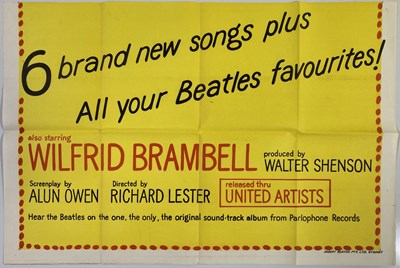 6 brand new songs plus
All your Beatles favourites!
also starring
WILFRID BRAMBELL
produced by
WALTER SHENSON
Screenplay by
ALUN OWEN
Directed by
RICHARD LESTER
released thru
UNITED ARTISTS
Hear the Beatles on the one, the only, the original sound-track album from Parlophone Records